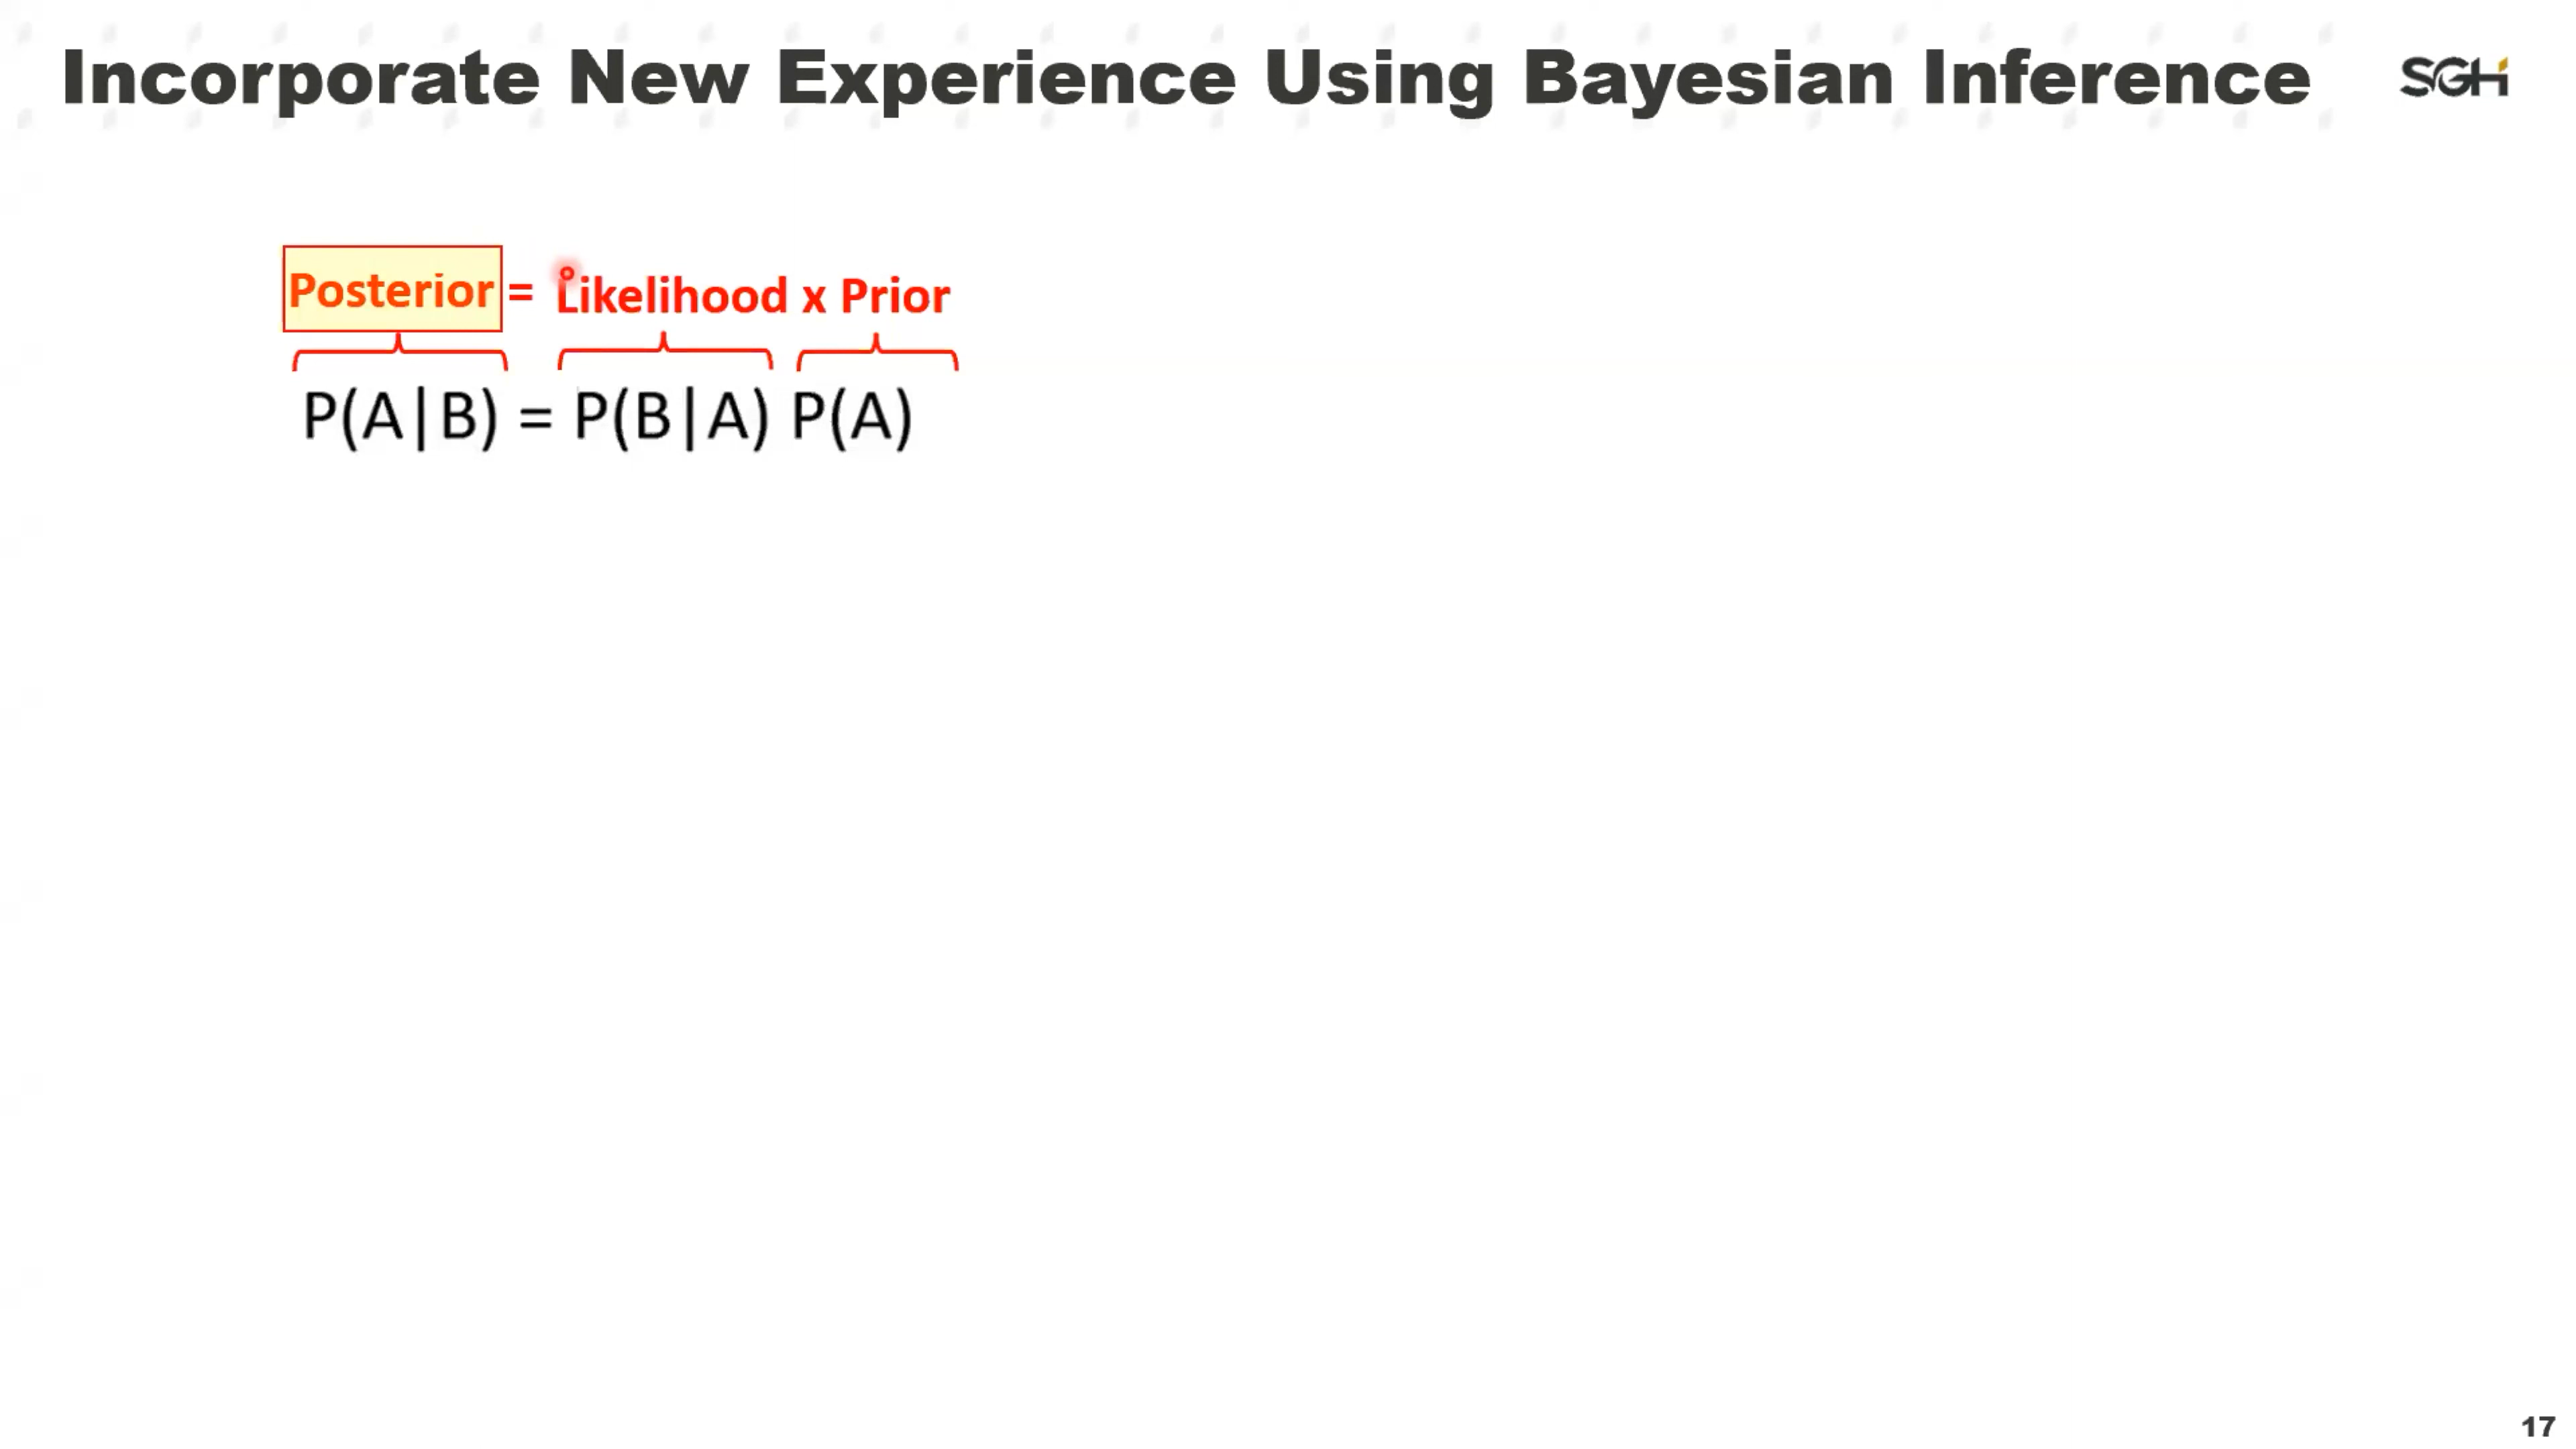 Incorporate New Experience Using Bayesian Inference
SGH
Posterior = Likelihood x Prior
P(A|B) = P(B|A) P(A)
17